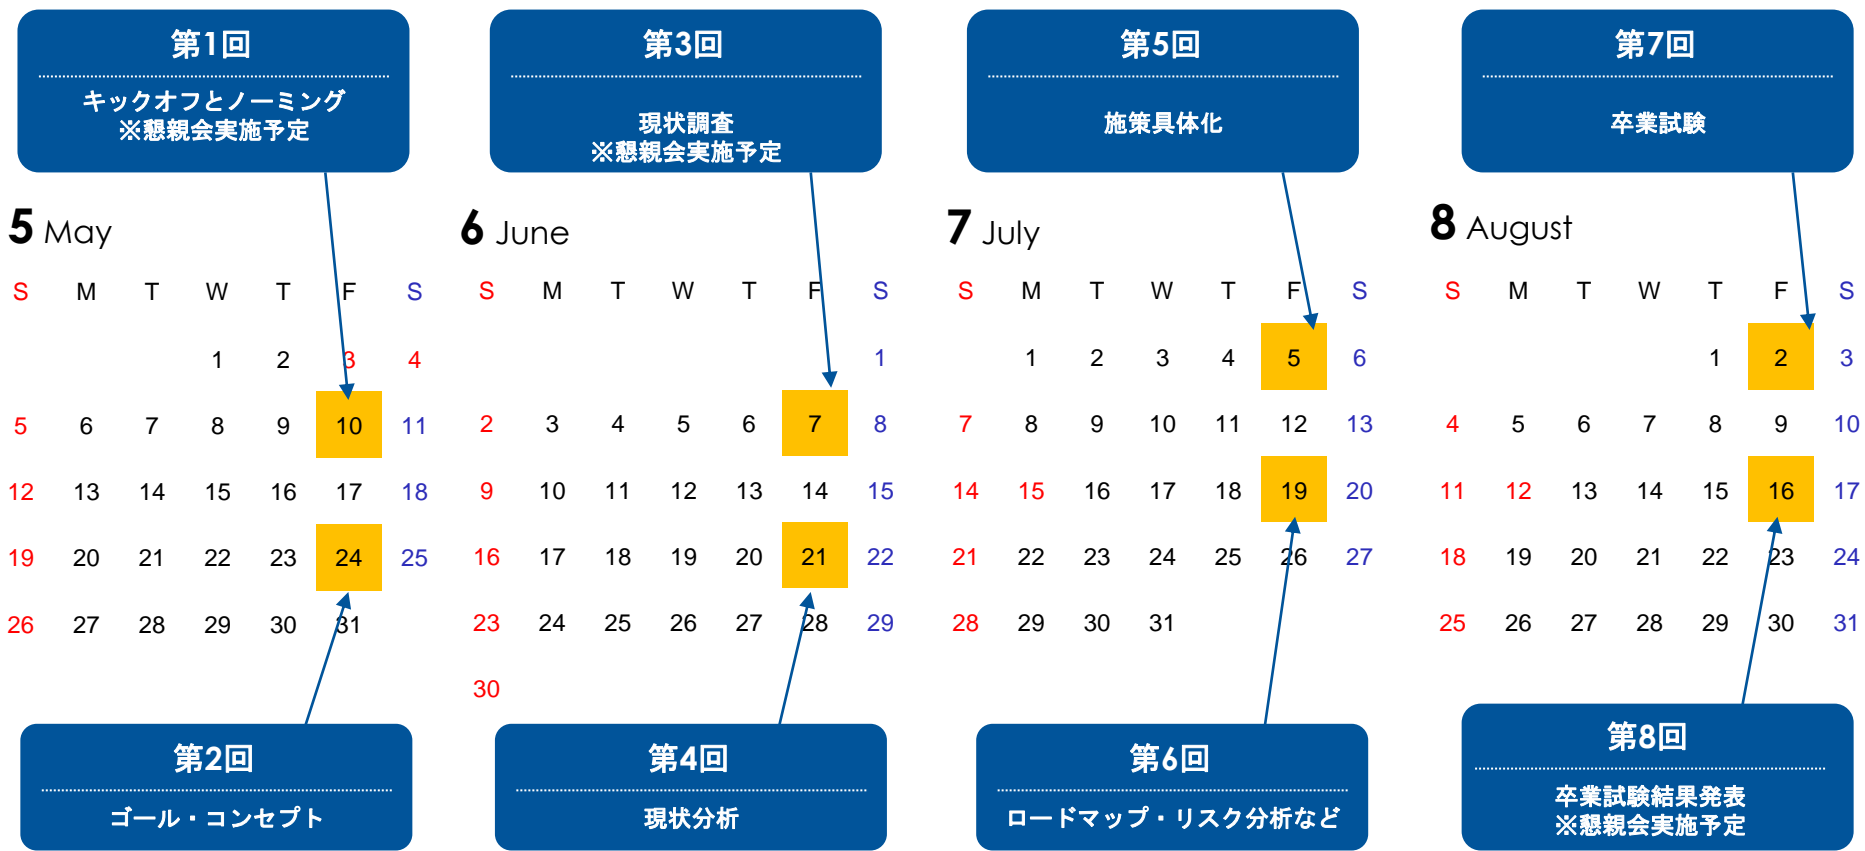 第1回
キックオフとノーミング
※懇親会実施予定
第3回
現状調査
※懇親会実施予定
第5回
施策具体化
第7回
卒業試験
5 May
S M T W T F S
1 2 3 4
5 6 7 8 9 10 11
12 13 14 15 16 17 18
19 20 21 22 23 24 25
26 27 28 29 30 31
6 June
S M T W T F S
1
2 3 4 5 6 7 8
9 10 11 12 13 14 15
16 17 18 19 20 21 22
23 24 25 26 27 28 29
30
7 July
S M T W T F S
1 2 3 4 5 6
7 8 9 10 11 12 13
14 15 16 17 18 19 20
21 22 23 24 25 26 27
28 29 30 31
8 August
S M T W T F S
1 2 3
4 5 6 7 8 9 10
11 12 13 14 15 16 17
18 19 20 21 22 23 24
25 26 27 28 29 30 31
第2回
ゴール・コンセプト
第4回
現状分析
第6回
ロードマップ・リスク分析など
第8回
卒業試験結果発表
※懇親会実施予定